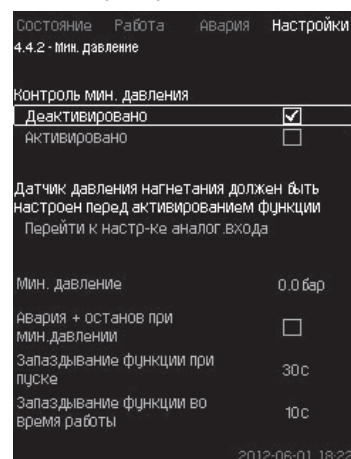 Состояние Работа Авария Настройки
4.4.2 - Мин. давление
Контроль мин. давления
Деактивировано
Активировано
Датчик давления нагнетания должен быть
настроен перед активированием функции
Перейти к настр-ке аналог.входа
Мин. давление 0.0 бар
Авария + останов при
мин.давлении
Запаздывание функции при
пуске 30с
Запаздывание функции во
время работы 10с
2012-06-01 18:22